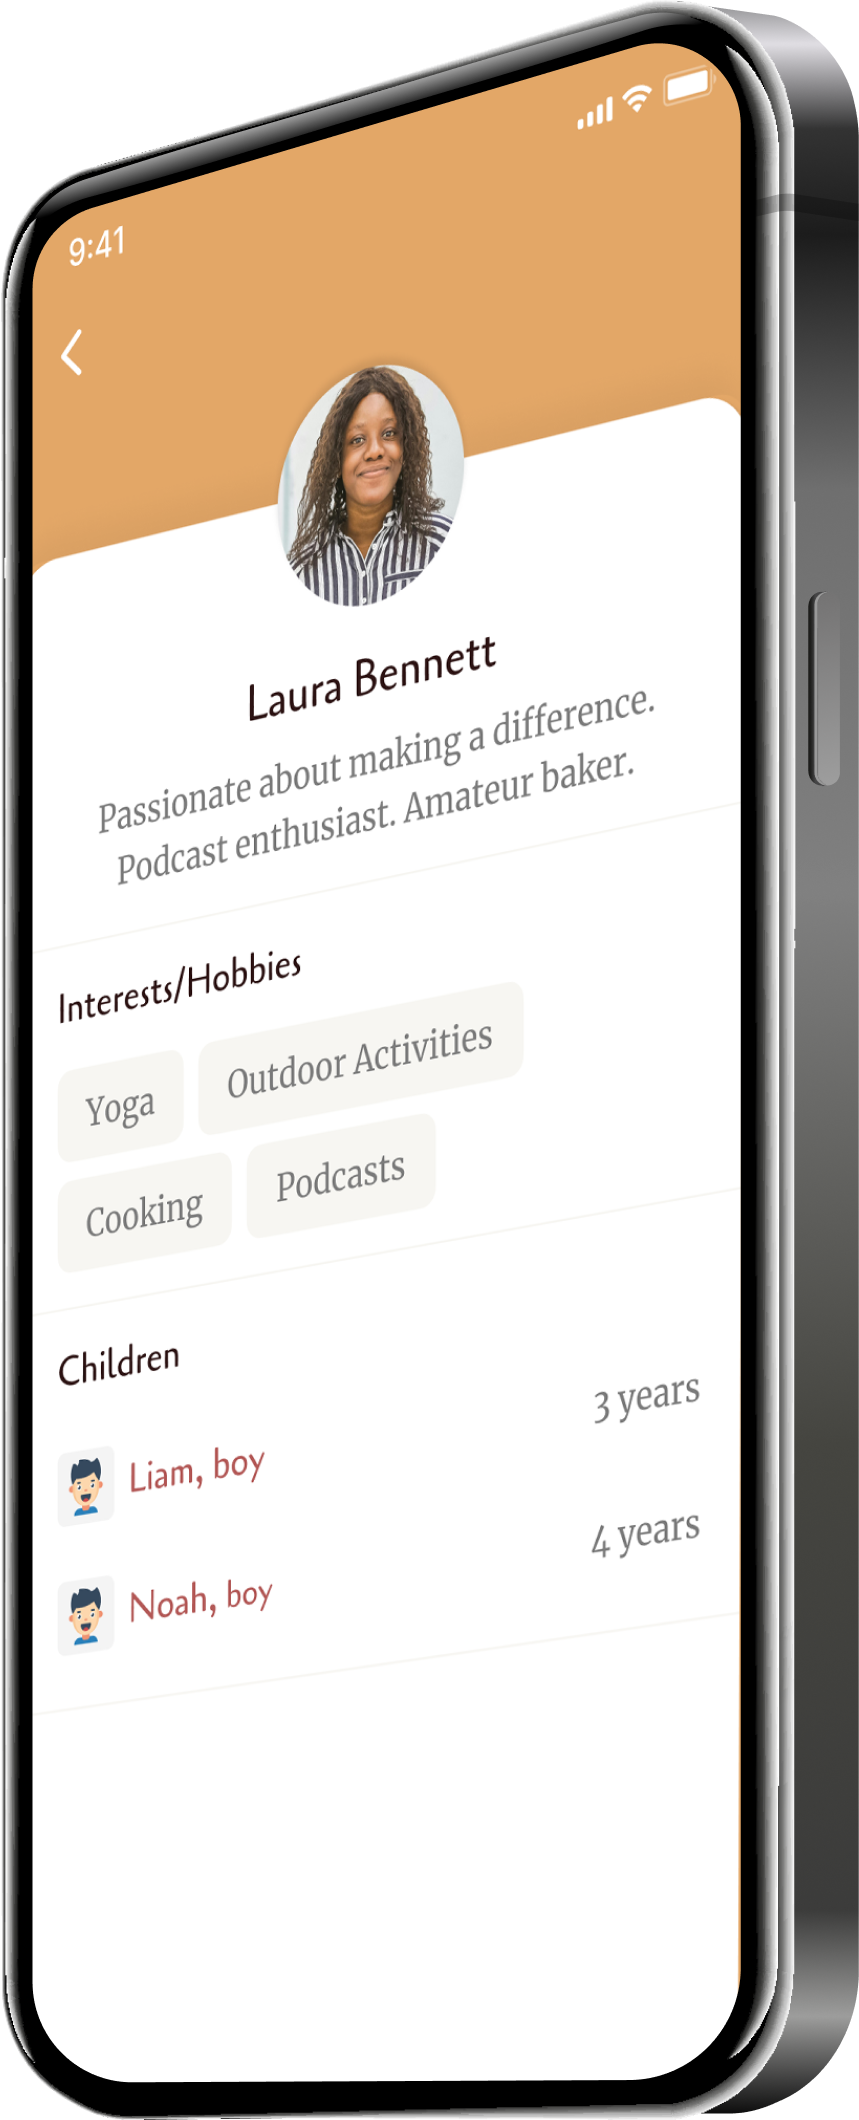 9:41
Laura Bennett
Passionate about making a difference.
Podcast enthusiast. Amateur baker.
Interests/Hobbies
Yoga
Outdoor Activities
Cooking
Podcasts
Children
Liam, boy
3 years
Noah, boy
4 years